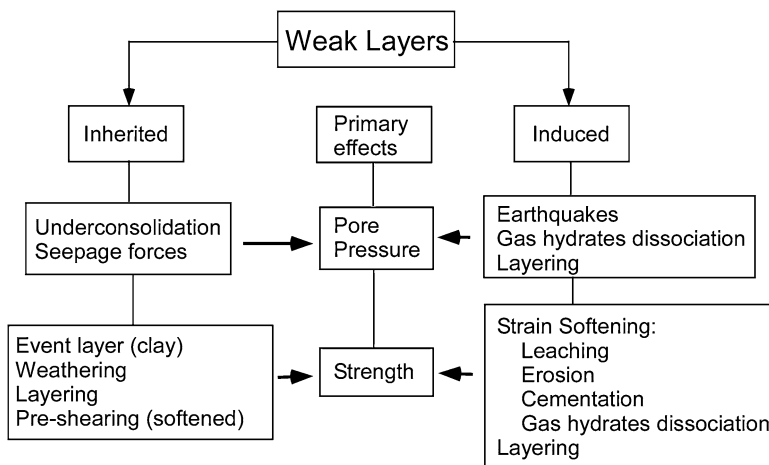 Weak Layers
Inherited
Primary
effects
Induced
Underconsolidation
Seepage forces
Pore
Pressure
Earthquakes
Gas hydrates dissociation
Layering
Event layer (clay)
Weathering
Layering
Pre-shearing (softened)
Strength
Strain Softening:
Leaching
Erosion
Cementation
Gas hydrates dissociation
Layering